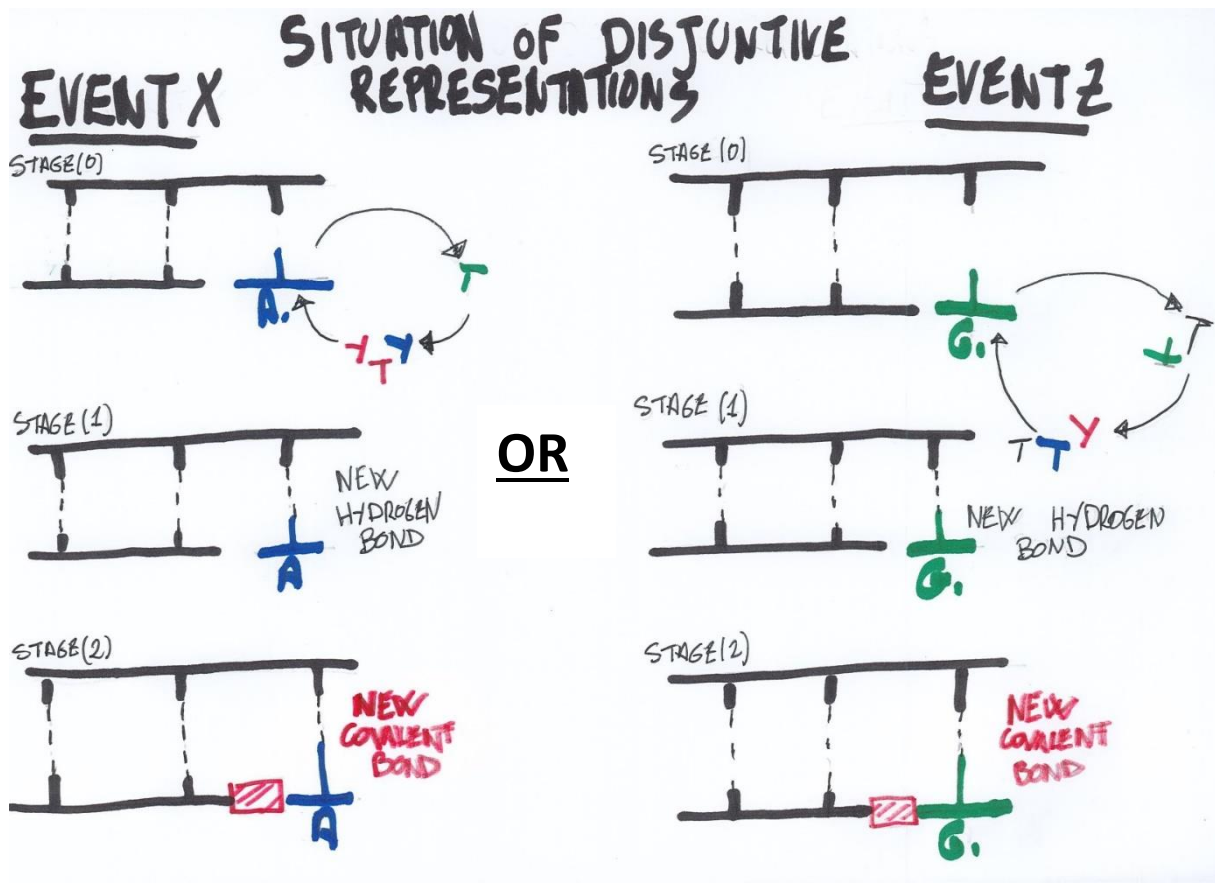 SITUATION OF DISJUNTIVE
REPRESENTATIONS
EVENT X
STAGE(0)
A.
T
Y T Y
STAGE(1)
NEW
HYDROGEN
BOND
A
STAGE(2)
NEW
COVALENT
BOND
A
OR
EVENT Z
STAGE (0)
G.
T
T T Y
STAGE (1)
NEW HYDROGEN
BOND
G.
STAGE(2)
NEW
COVALENT
BOND
G.